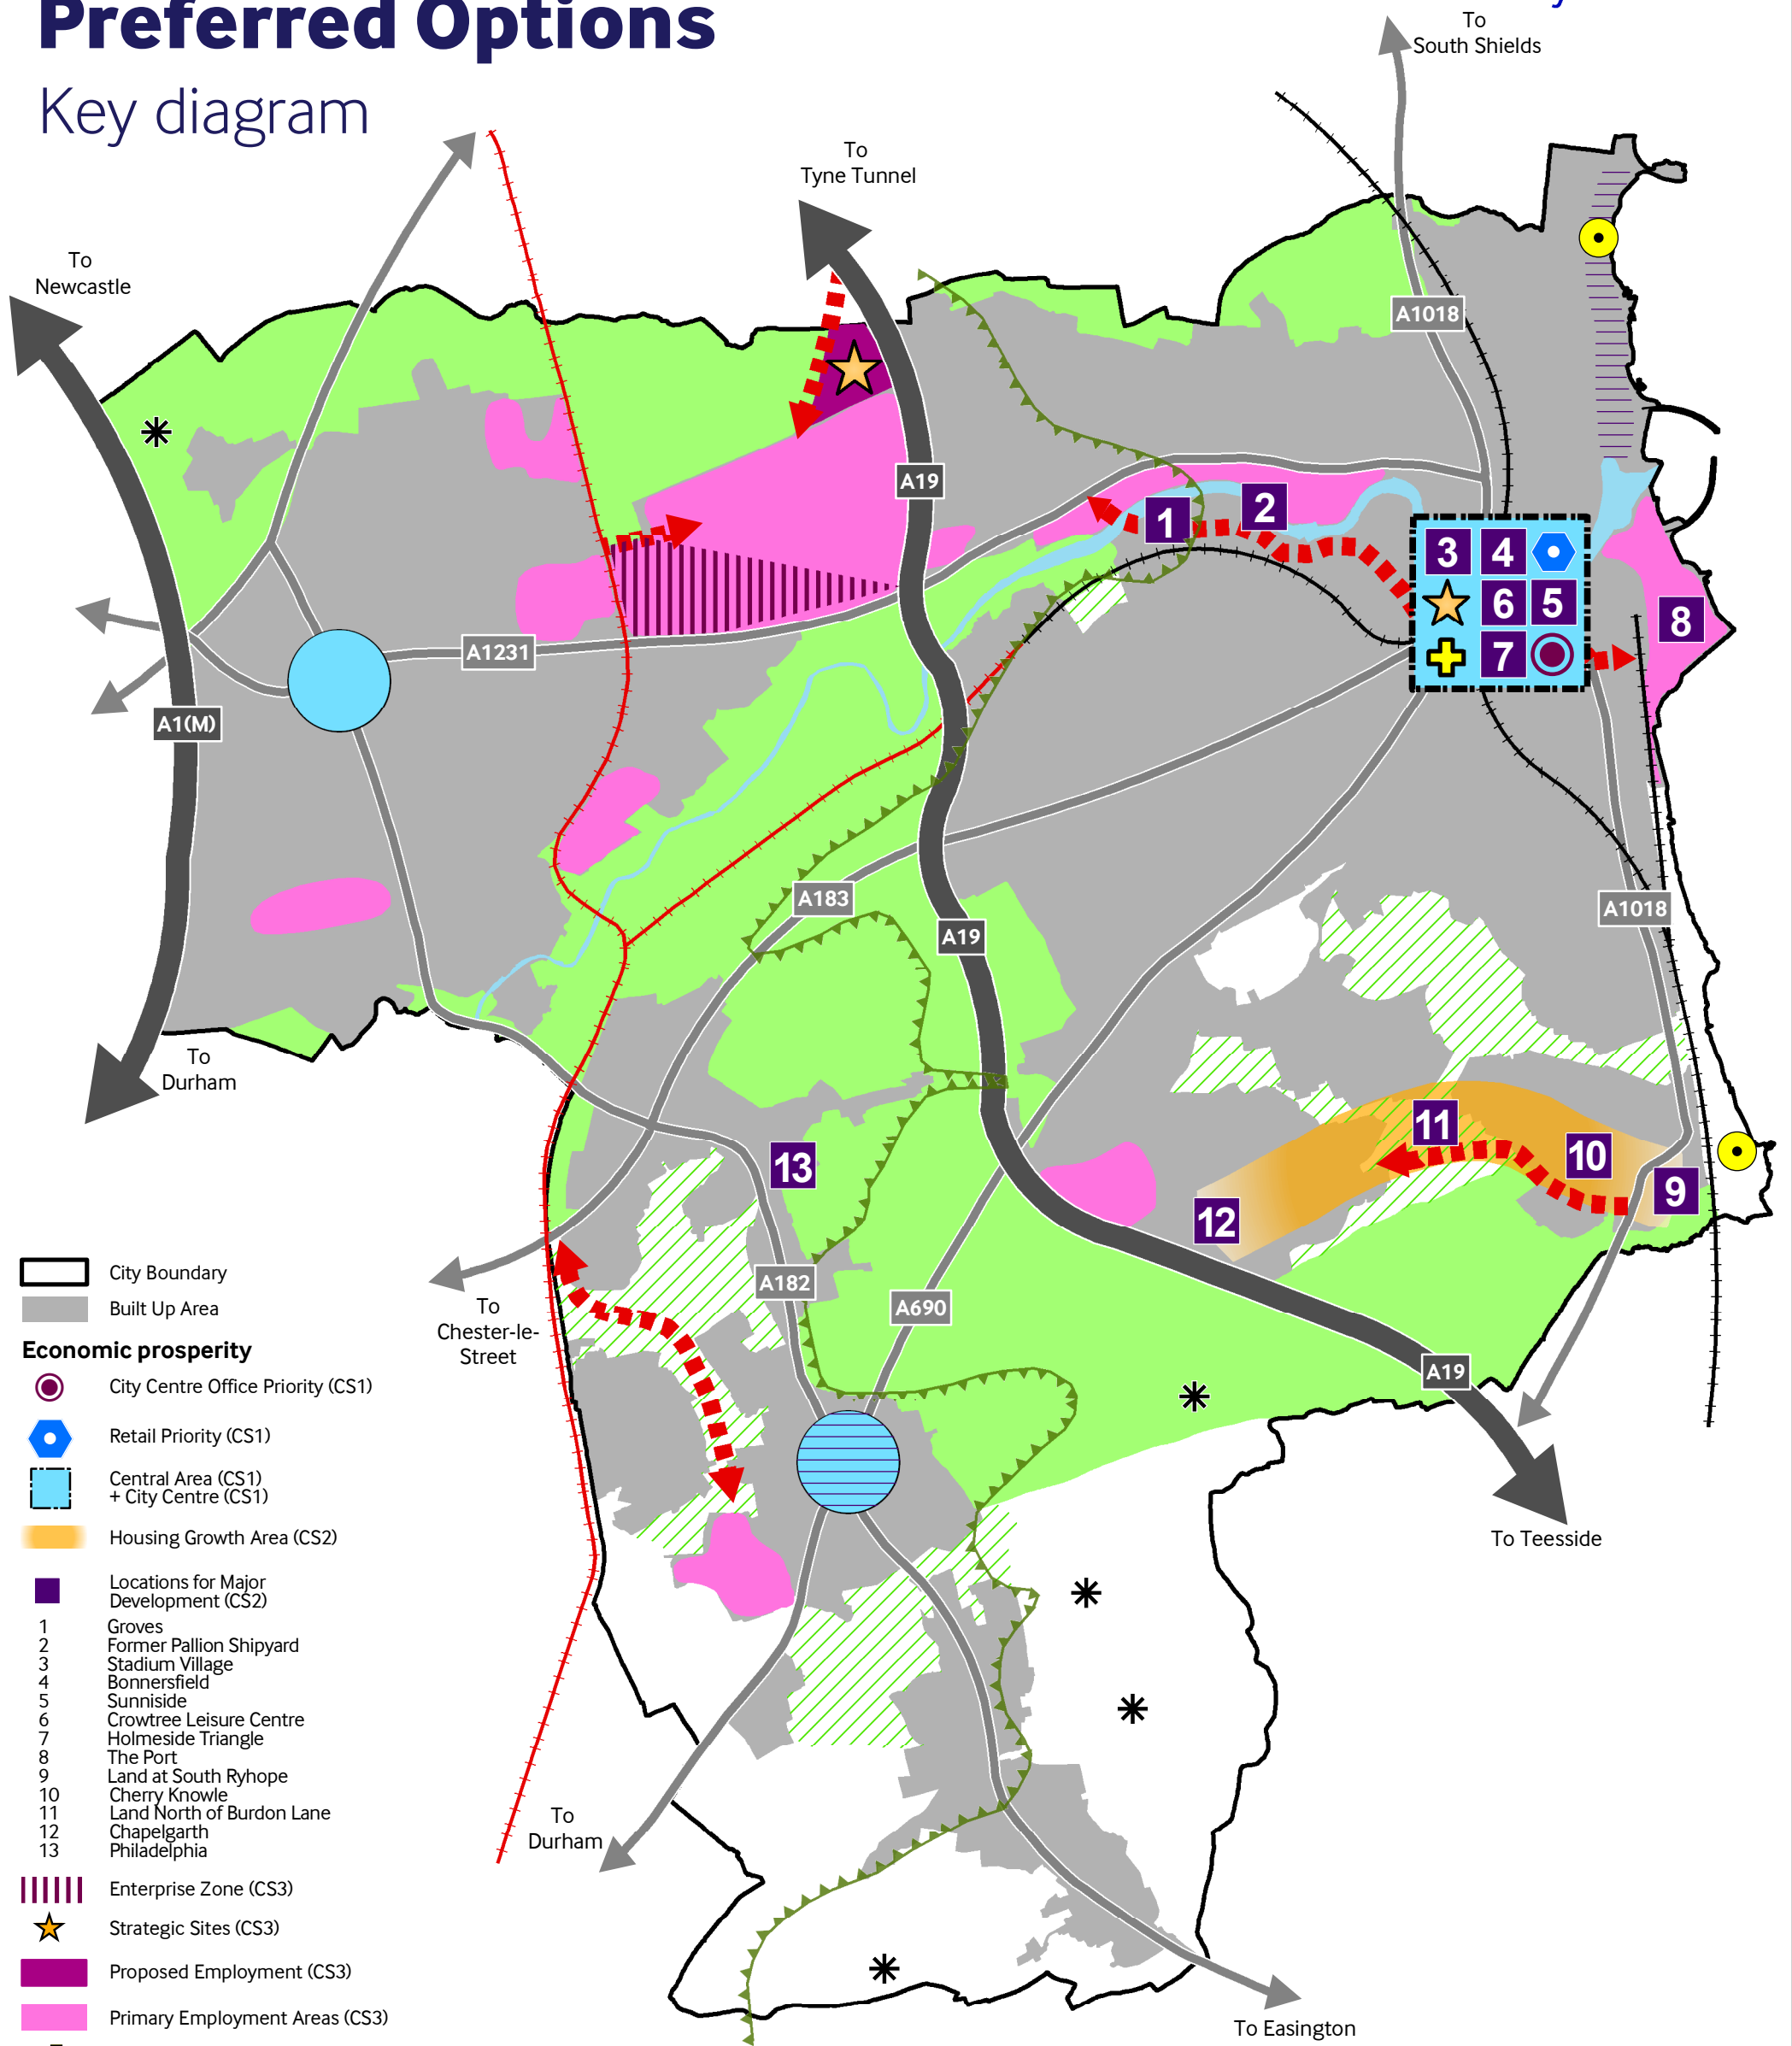 Preferred Options
Key diagram
To
South Shields
To
Tyne Tunnel
To
Newcastle
A1018
A19
1
2
3
4
6
5
7
8
A1231
A1(M)
A183
A19
A1018
To
Durham
11
10
9
12
13
A182
A690
To
Chester-le-
Street
A19
To Teesside
To
Durham
To Easington
City Boundary
Built Up Area
Economic prosperity
City Centre Office Priority (CS1)
Retail Priority (CS1)
Central Area (CS1)
+ City Centre (CS1)
Housing Growth Area (CS2)
Locations for Major
Development (CS2)
1 Groves
2 Former Pallion Shipyard
3 Stadium Village
4 Bonnersfield
5 Sunniside
6 Crowtree Leisure Centre
7 Holmeside Triangle
8 The Port
9 Land at South Ryhope
10 Cherry Knowle
11 Land North of Burdon Lane
12 Chapelgarth
13 Philadelphia
Enterprise Zone (CS3)
Strategic Sites (CS3)
Proposed Employment (CS3)
Primary Employment Areas (CS3)